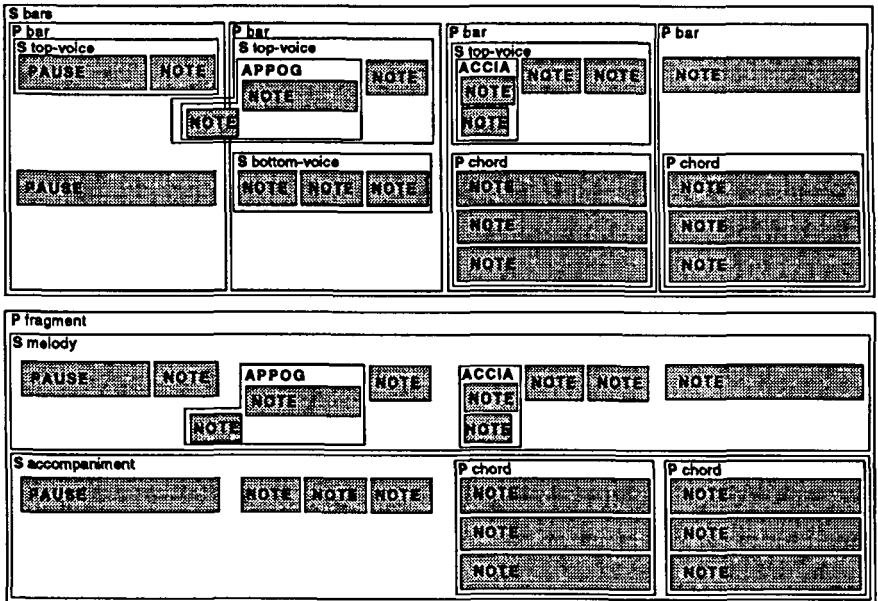 S bars
P bar P bar P bar P bar
S top-voice S top-voice S top-voice
PAUSE NOTE APPOG NOTE ACCIA NOTE NOTE NOTE
NOTE NOTE
NOTE NOTE
S bottom-voice P chord P chord
PAUSE NOTE NOTE NOTE NOTE NOTE
NOTE NOTE
NOTE NOTE
P fragment
S melody
PAUSE NOTE APPOG NOTE ACCIA NOTE NOTE NOTE
NOTE NOTE
NOTE NOTE
S accompaniment P chord P chord
PAUSE NOTE NOTE NOTE NOTE NOTE
NOTE NOTE
NOTE NOTE